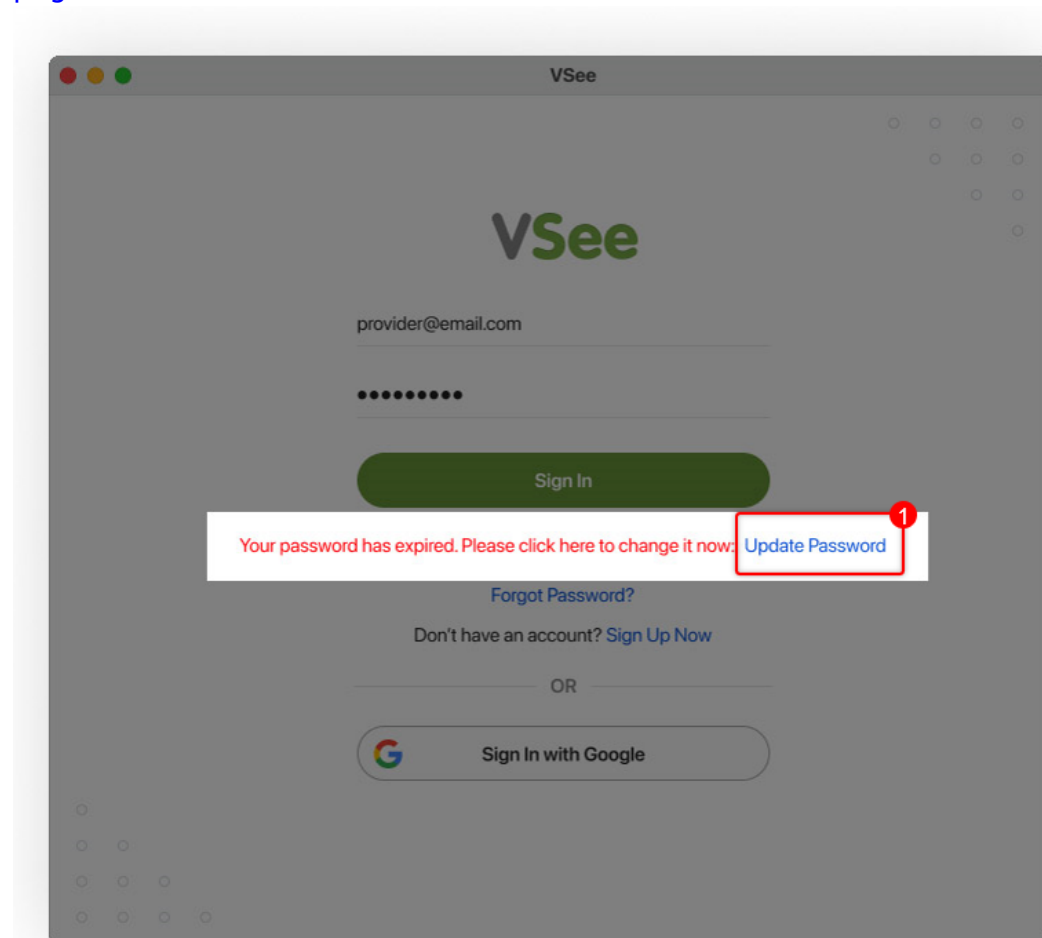 VSee
VSee
provider@email.com
•••••••••
Sign In
1
Your password has expired. Please click here to change it now: Update Password
Forgot Password?
Don't have an account? Sign Up Now
OR
G Sign In with Google